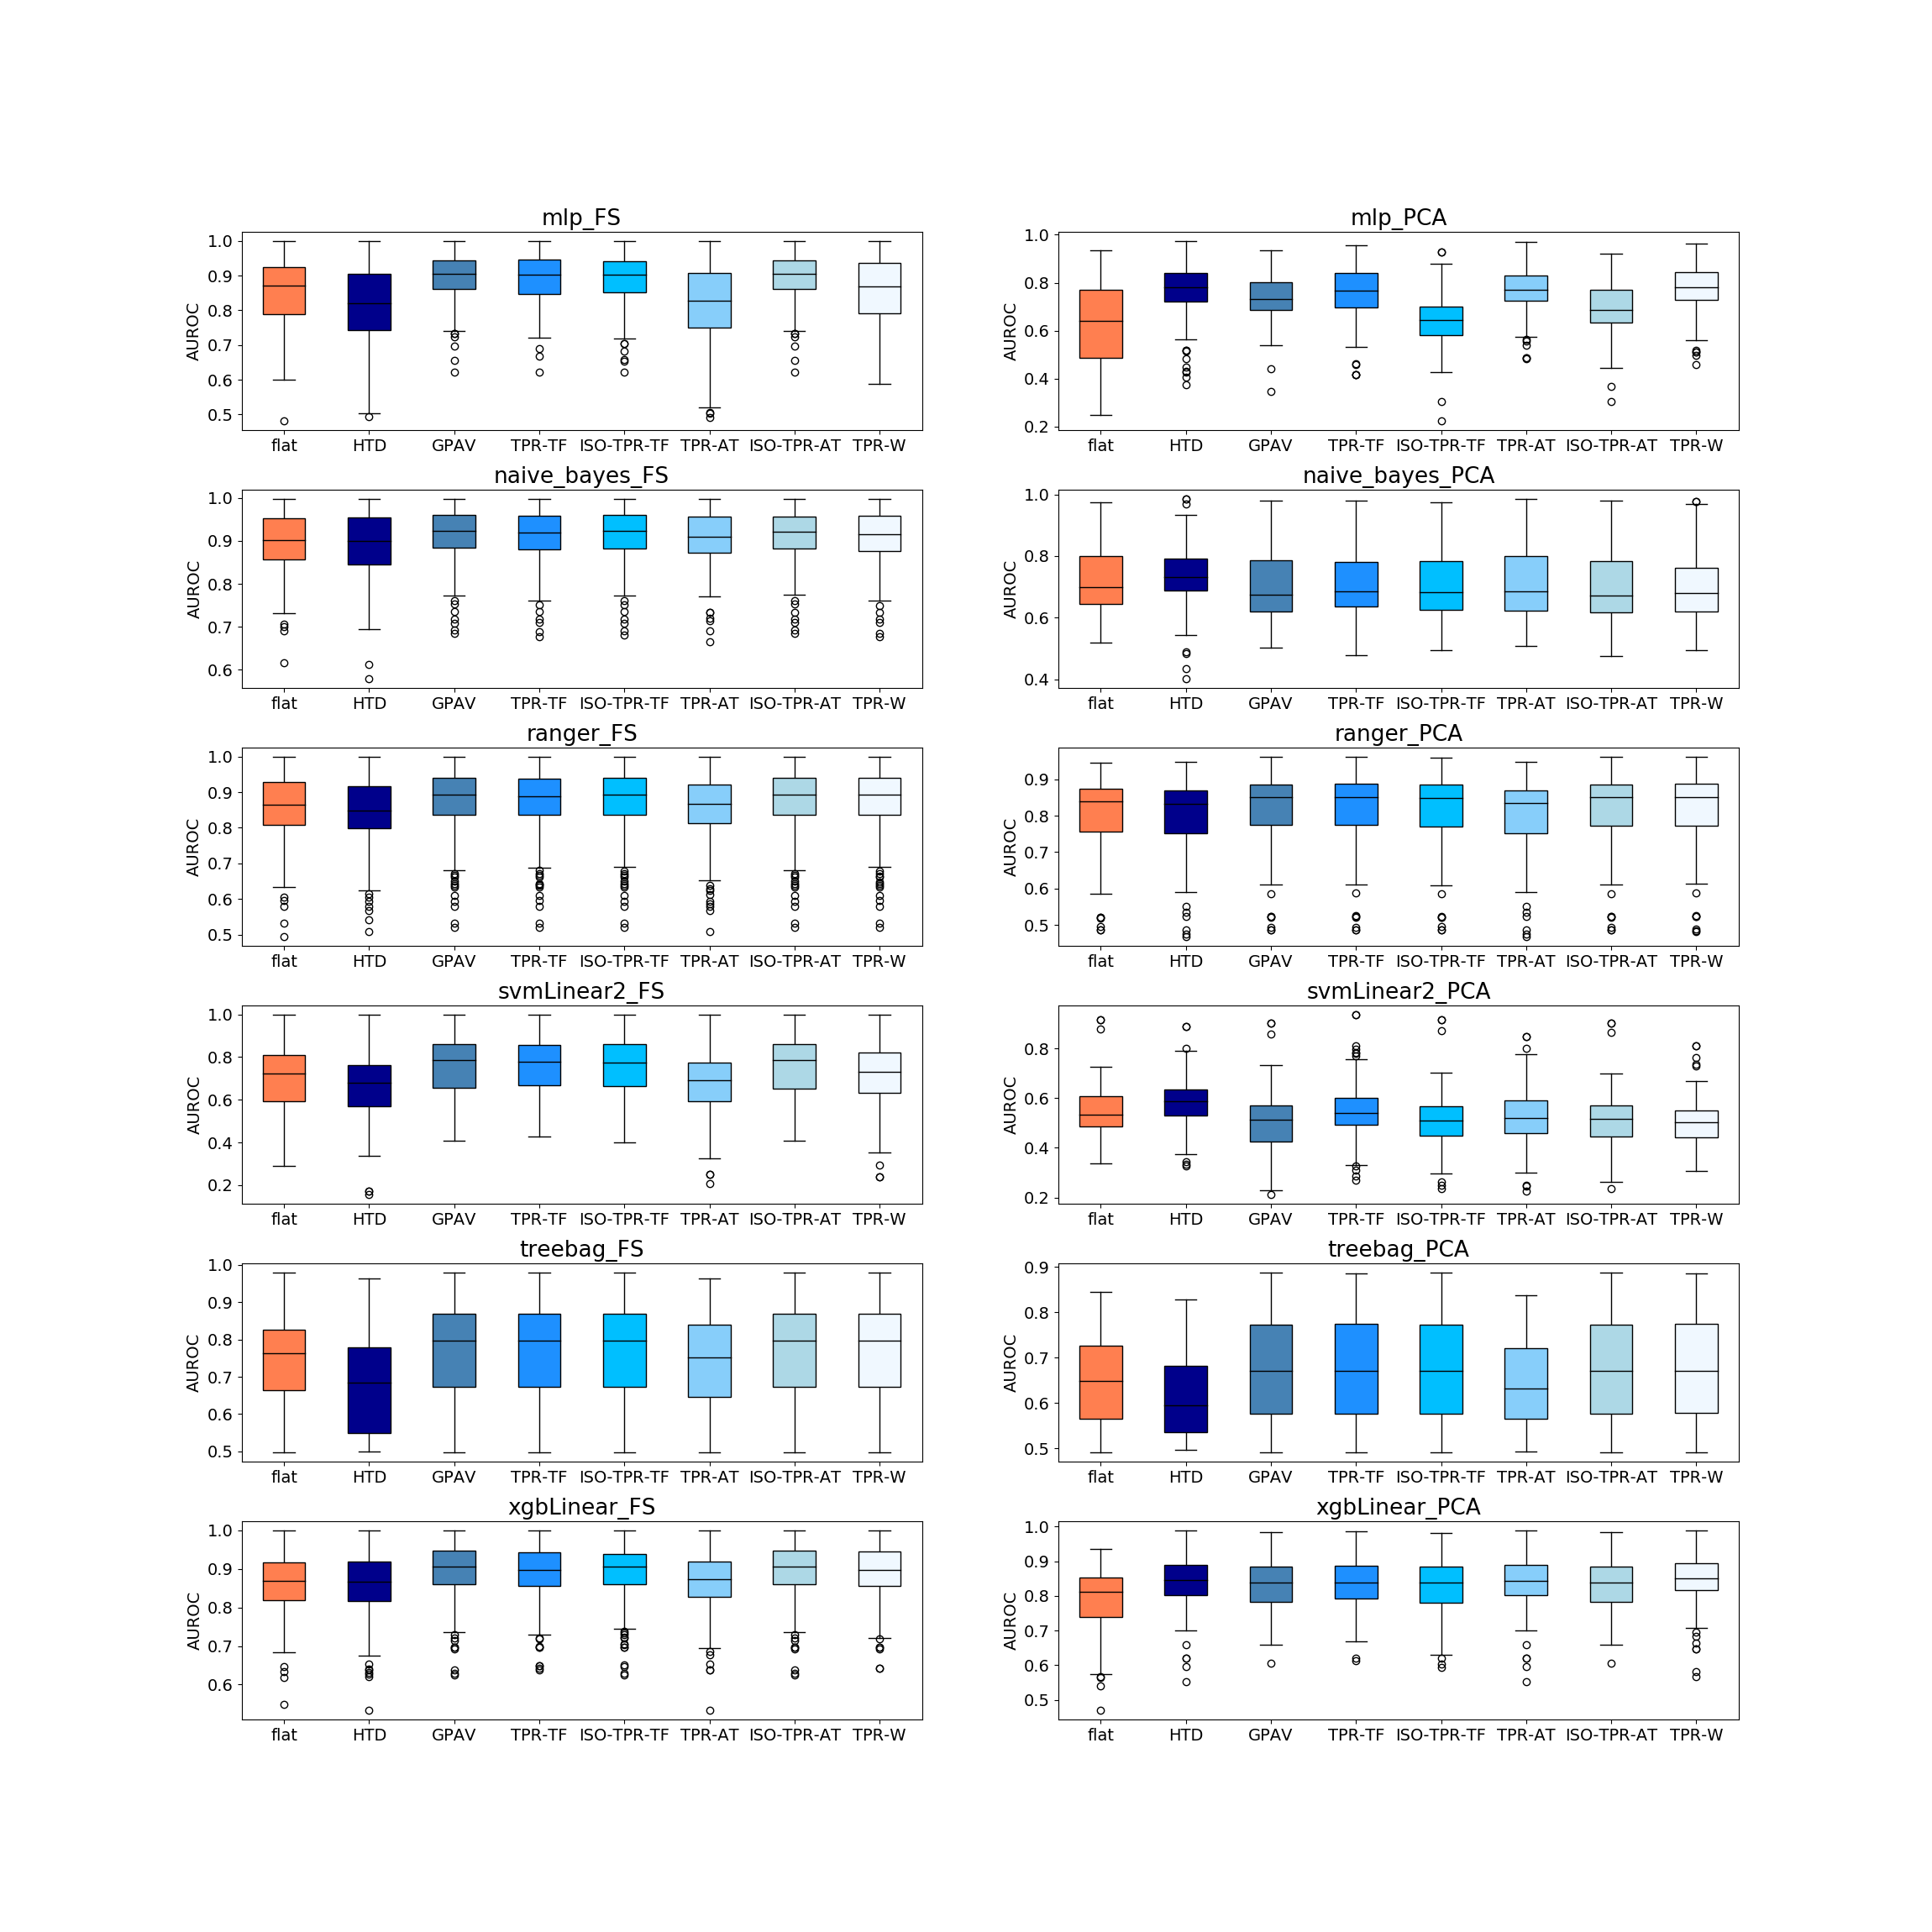 mlp_FS
AUROC
1.0
0.9
0.8
0.7
0.6
0.5
flat HTD GPAV TPR-TF ISO-TPR-TF TPR-AT ISO-TPR-AT TPR-W
mlp_PCA
AUROC
1.0
0.8
0.6
0.4
0.2
flat HTD GPAV TPR-TF ISO-TPR-TF TPR-AT ISO-TPR-AT TPR-W
naive_bayes_FS
AUROC
1.0
0.9
0.8
0.7
0.6
flat HTD GPAV TPR-TF ISO-TPR-TF TPR-AT ISO-TPR-AT TPR-W
naive_bayes_PCA
AUROC
1.0
0.8
0.6
0.4
flat HTD GPAV TPR-TF ISO-TPR-TF TPR-AT ISO-TPR-AT TPR-W
ranger_FS
AUROC
1.0
0.9
0.8
0.7
0.6
0.5
flat HTD GPAV TPR-TF ISO-TPR-TF TPR-AT ISO-TPR-AT TPR-W
ranger_PCA
AUROC
0.9
0.8
0.7
0.6
0.5
flat HTD GPAV TPR-TF ISO-TPR-TF TPR-AT ISO-TPR-AT TPR-W
svmLinear2_FS
AUROC
1.0
0.8
0.6
0.4
0.2
flat HTD GPAV TPR-TF ISO-TPR-TF TPR-AT ISO-TPR-AT TPR-W
svmLinear2_PCA
AUROC
0.8
0.6
0.4
0.2
flat HTD GPAV TPR-TF ISO-TPR-TF TPR-AT ISO-TPR-AT TPR-W
treebag_FS
AUROC
1.0
0.9
0.8
0.7
0.6
0.5
flat HTD GPAV TPR-TF ISO-TPR-TF TPR-AT ISO-TPR-AT TPR-W
treebag_PCA
AUROC
0.9
0.8
0.7
0.6
0.5
flat HTD GPAV TPR-TF ISO-TPR-TF TPR-AT ISO-TPR-AT TPR-W
xgbLinear_FS
AUROC
1.0
0.9
0.8
0.7
0.6
flat HTD GPAV TPR-TF ISO-TPR-TF TPR-AT ISO-TPR-AT TPR-W
xgbLinear_PCA
AUROC
1.0
0.9
0.8
0.7
0.6
0.5
flat HTD GPAV TPR-TF ISO-TPR-TF TPR-AT ISO-TPR-AT TPR-W